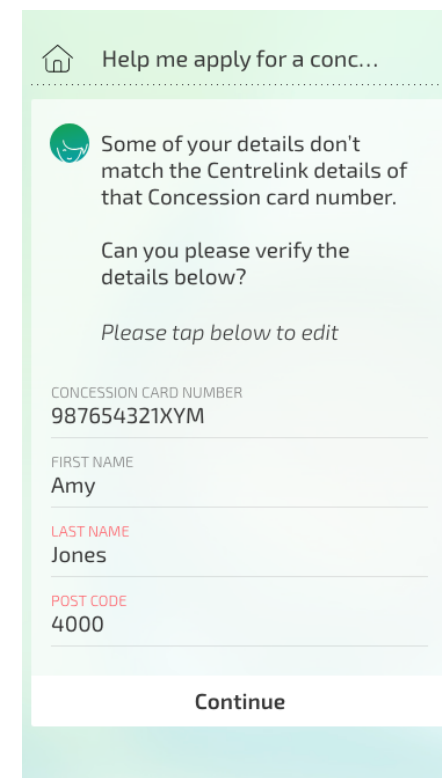 Help me apply for a conc...
Some of your details don't
match the Centrelink details of
that Concession card number.
Can you please verify the
details below?
Please tap below to edit
CONCESSION CARD NUMBER
987654321XYM
FIRST NAME
Amy
LAST NAME
Jones
POST CODE
4000
Continue